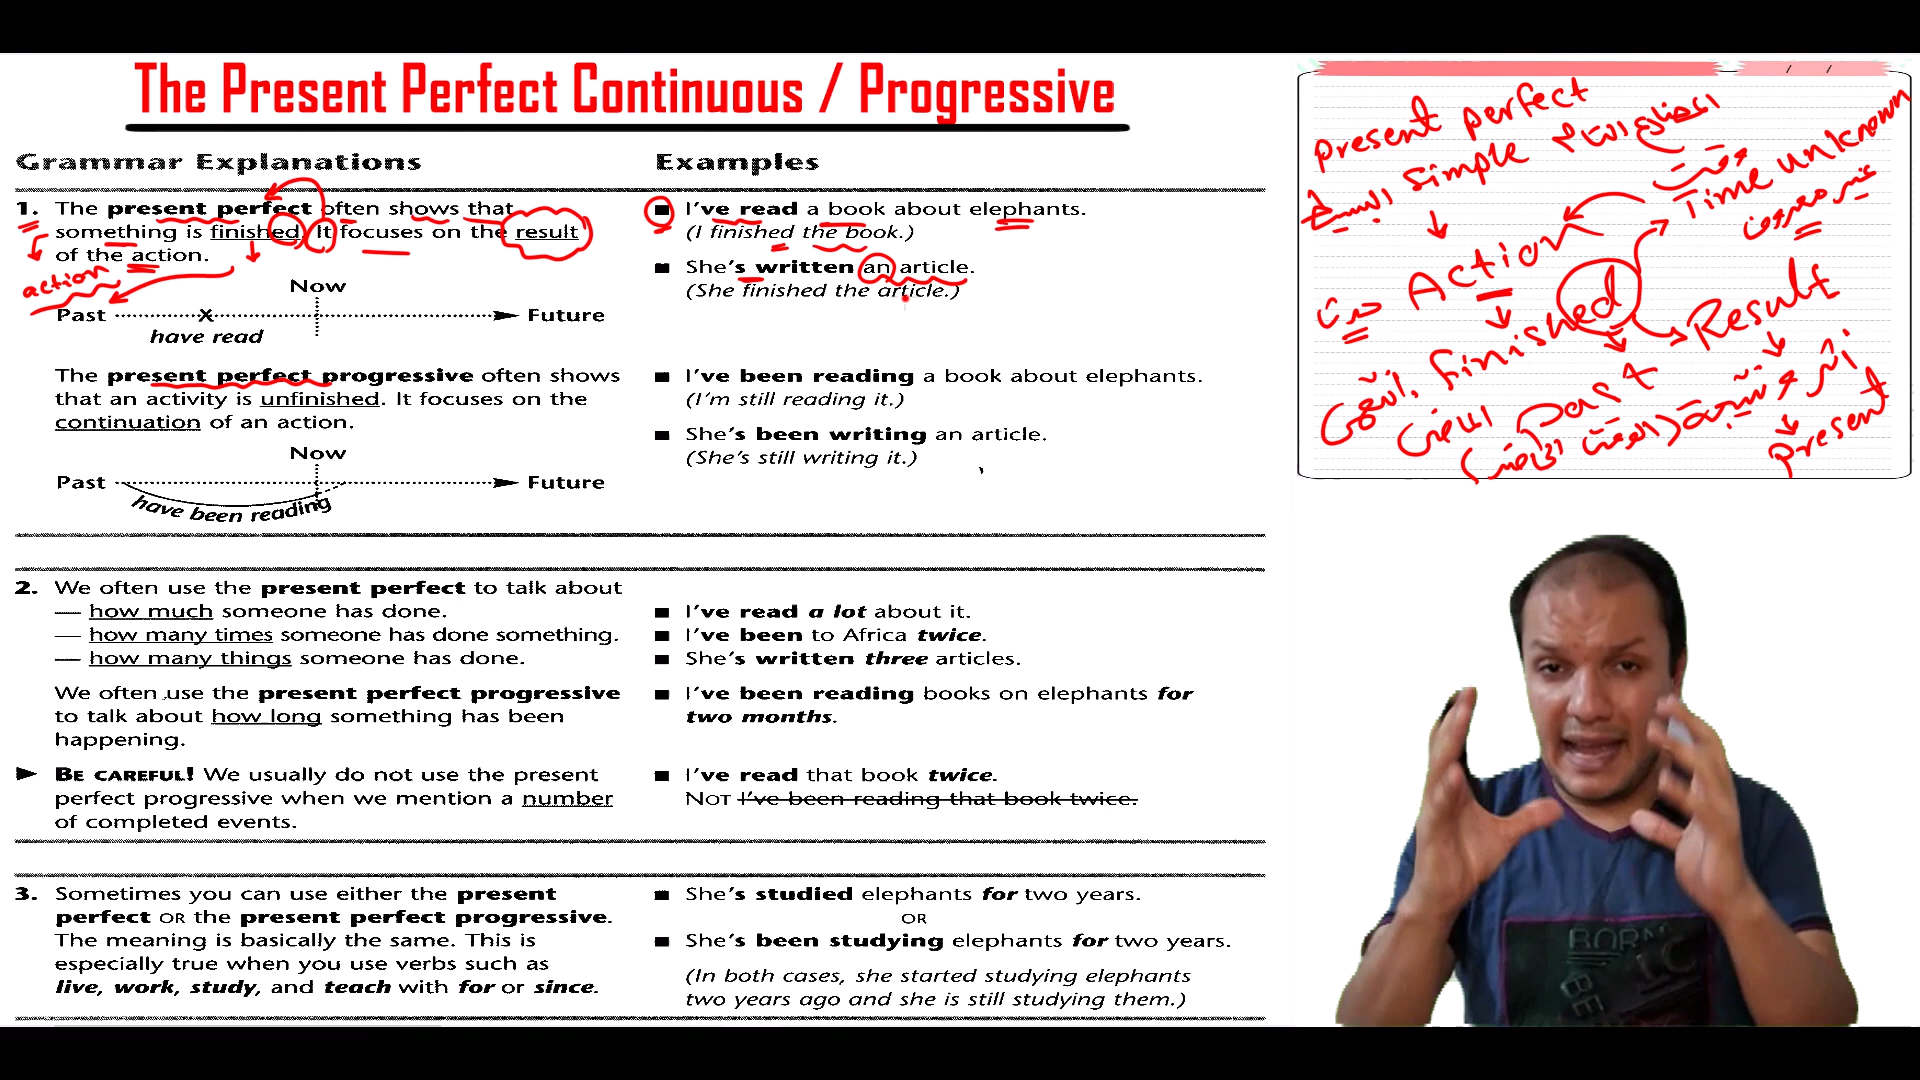 The Present Perfect Continuous / Progressive
Grammar Explanations
Examples
1. The present perfect often shows that
something is finished. It focuses on the result
of the action.
action
Now
Past
Future
have read
■ I've read a book about elephants.
(I finished the book.)
■ She's written an article.
(She finished the article.)
The present perfect progressive often shows
that an activity is unfinished. It focuses on the
continuation of an action.
Now
Past
Future
have been reading
■ I've been reading a book about elephants.
(I'm still reading it.)
■ She's been writing an article.
(She's still writing it.)
2. We often use the present perfect to talk about
— how much someone has done.
— how many times someone has done something.
— how many things someone has done.
■ I've read a lot about it.
■ I've been to Africa twice.
■ She's written three articles.
We often use the present perfect progressive
to talk about how long something has been
happening.
■ I've been reading books on elephants for
two months.
► BE CAREFUL! We usually do not use the present
perfect progressive when we mention a number
of completed events.
■ I've read that book twice.
NOT I've been reading that book twice.
3. Sometimes you can use either the present
perfect OR the present perfect progressive.
The meaning is basically the same. This is
especially true when you use verbs such as
live, work, study, and teach with for or since.
■ She's studied elephants for two years.
OR
■ She's been studying elephants for two years.
(In both cases, she started studying elephants
two years ago and she is still studying them.)
Present perfect
Simple المضارع التام
البسيط
Time unknown
غير معروف
Action
حدث
finished
Result
Past
Present